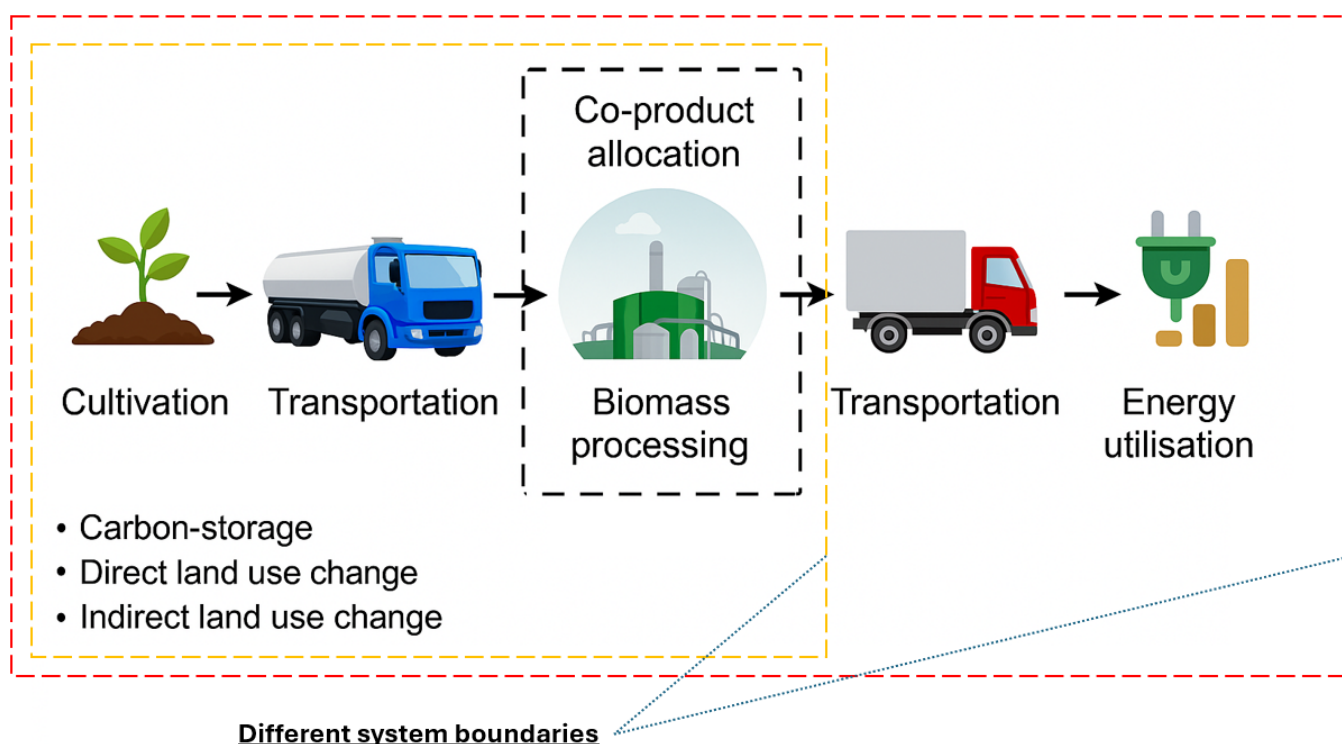 Co-product
allocation
Cultivation
Transportation
Biomass
processing
Transportation
Energy
utilisation
• Carbon-storage
• Direct land use change
• Indirect land use change
Different system boundaries